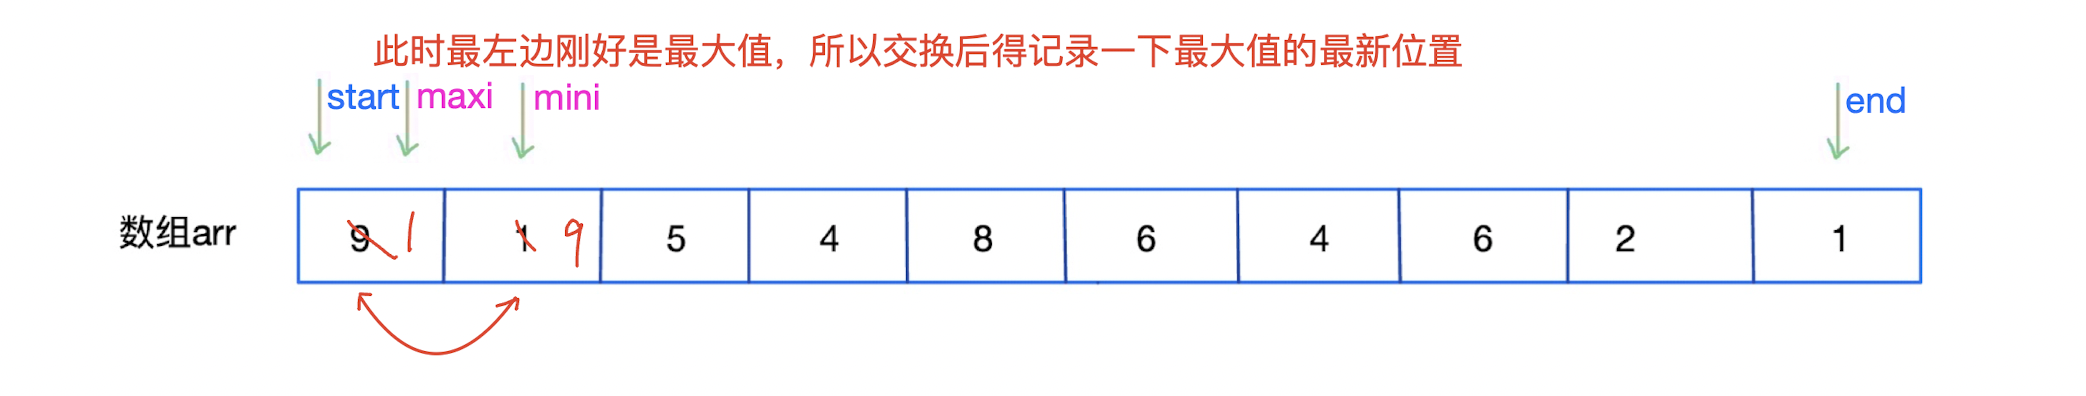 此时最左边刚好是最大值，所以交换后得记录一下最大值的最新位置
start maxi mini end
数组arr 9 1 1 9 5 4 8 6 4 6 2 1